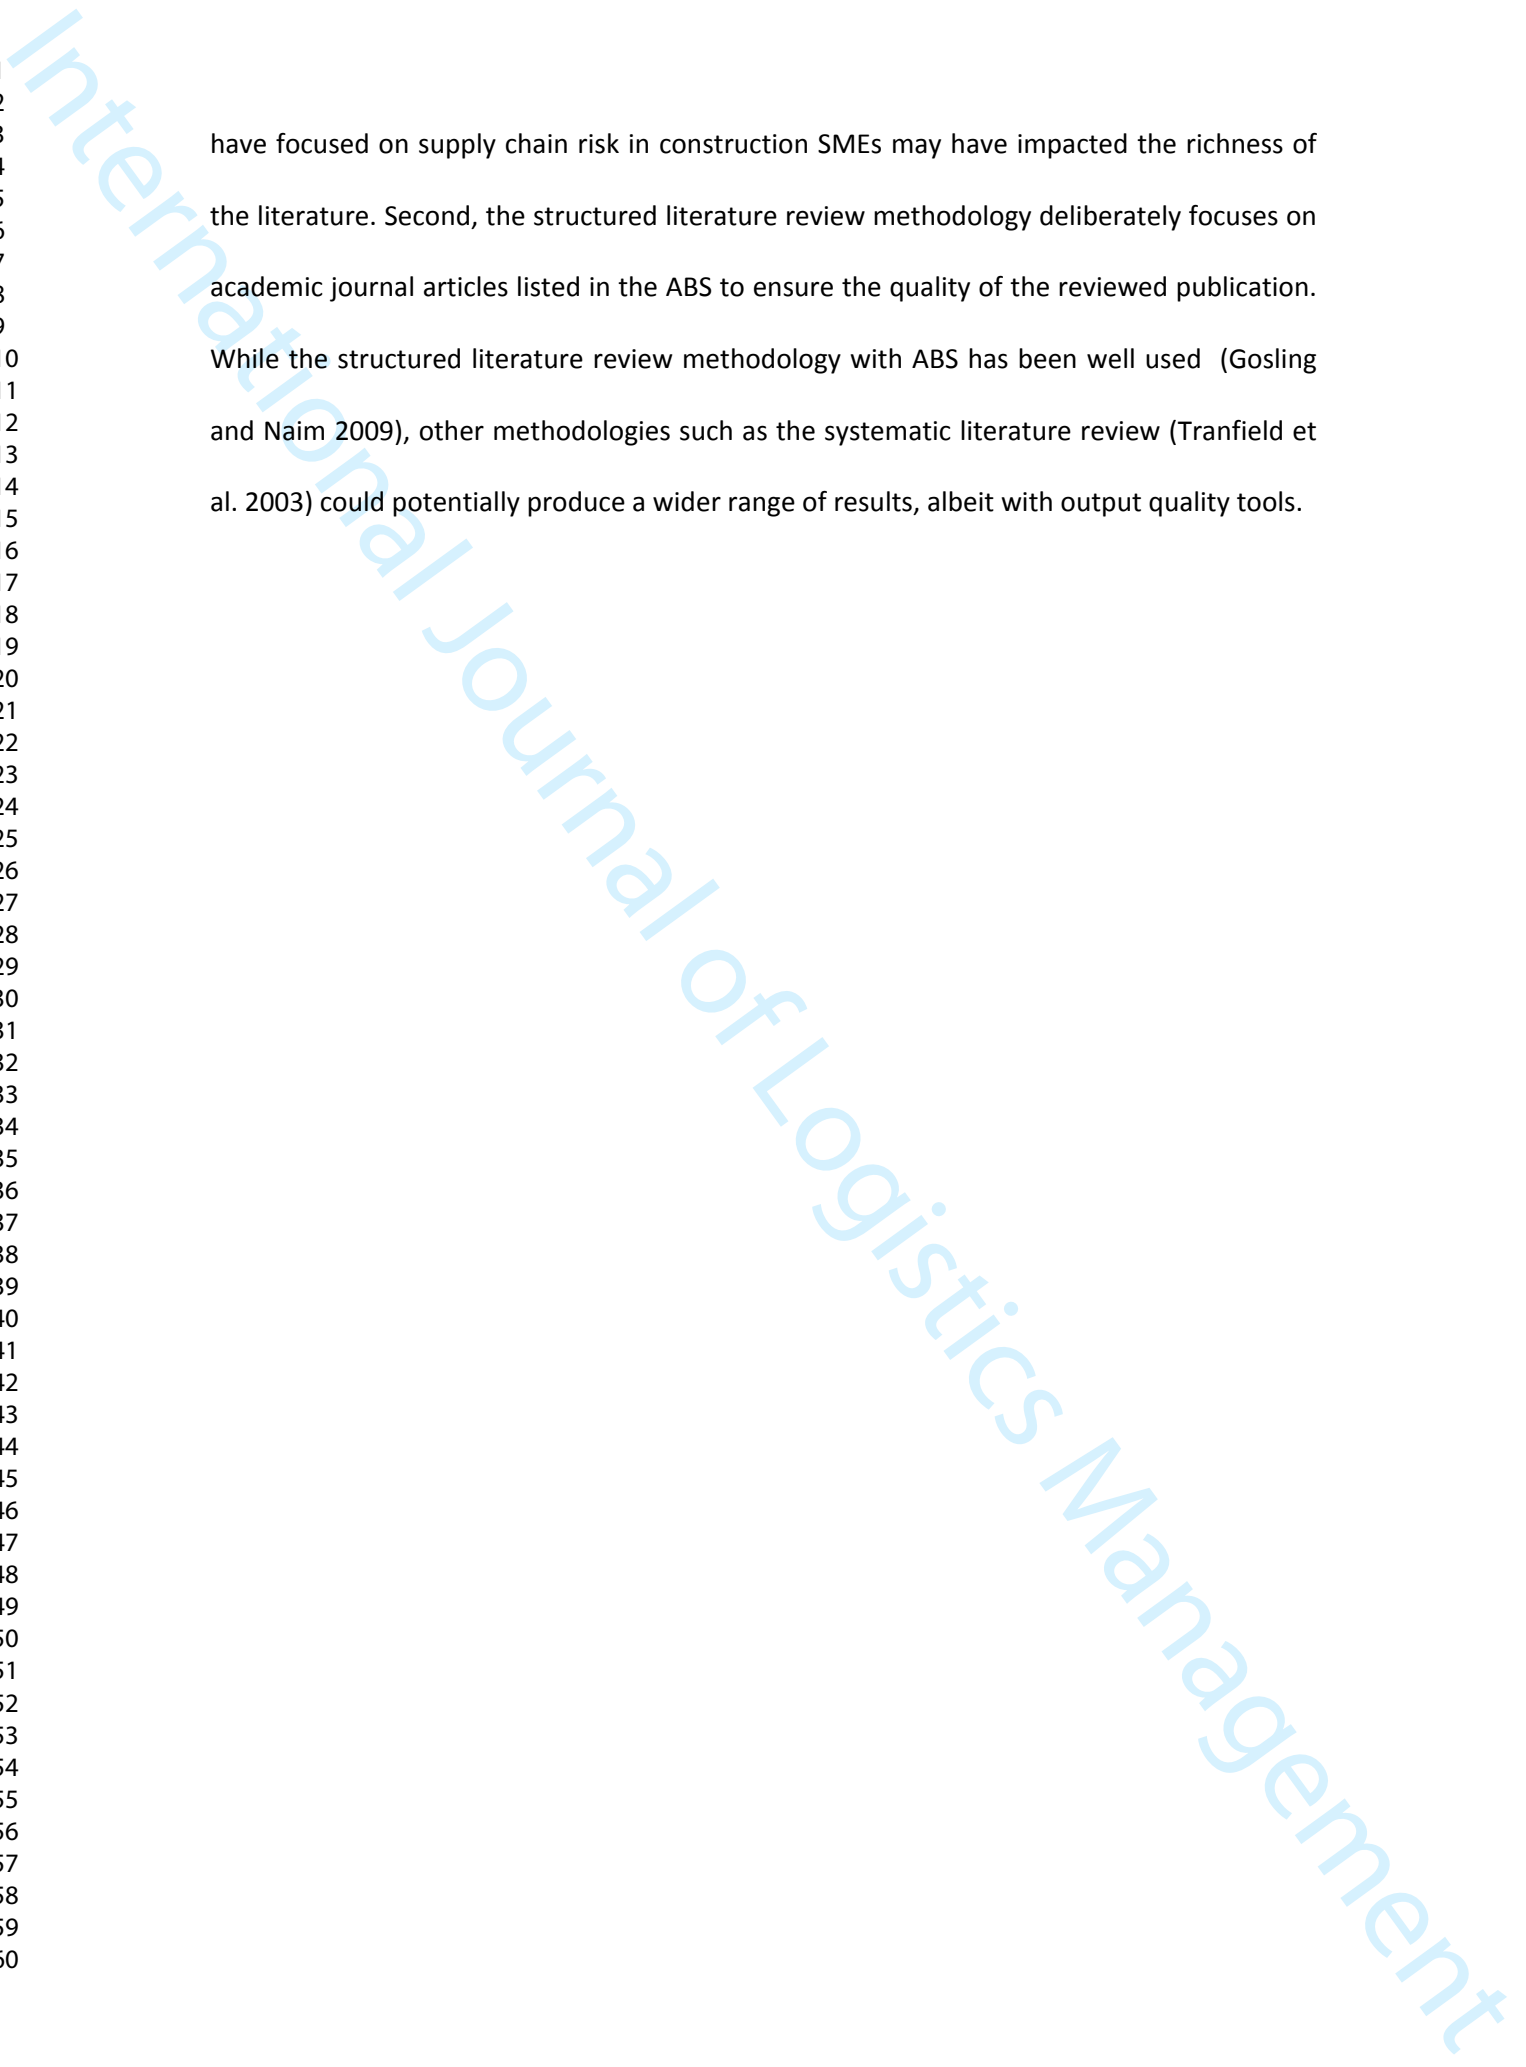 have focused on supply chain risk in construction SMEs may have impacted the richness of
the literature. Second, the structured literature review methodology deliberately focuses on
academic journal articles listed in the ABS to ensure the quality of the reviewed publication.
While the structured literature review methodology with ABS has been well used  (Gosling
and Naim 2009), other methodologies such as the systematic literature review (Tranfield et
al. 2003) could potentially produce a wider range of results, albeit with output quality tools.
International Journal of Logistics Management